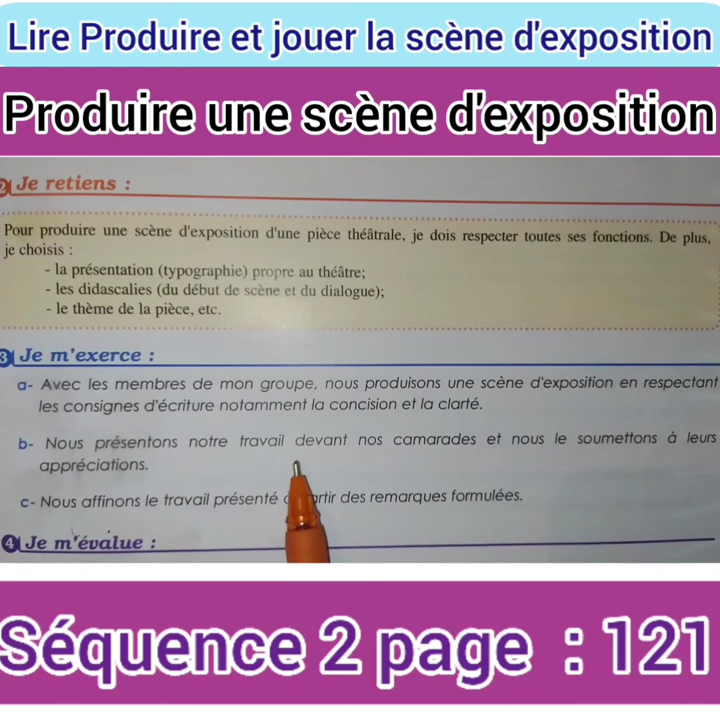 Lire Produire et jouer la scène d'exposition
Produire une scène d'exposition
2 Je retiens :
Pour produire une scène d'exposition d'une pièce théâtrale, je dois respecter toutes ses fonctions. De plus,
je choisis :
- la présentation (typographie) propre au théâtre;
- les didascalies (du début de scène et du dialogue);
- le thème de la pièce, etc.
3 Je m'exerce :
a- Avec les membres de mon groupe, nous produisons une scène d'exposition en respectant
les consignes d'écriture notamment la concision et la clarté.
b- Nous présentons notre travail devant nos camarades et nous le soumettons à leurs
appréciations.
c- Nous affinons le travail présenté des remarques formulées.
4 Je m'évalue :
Séquence 2 page : 121